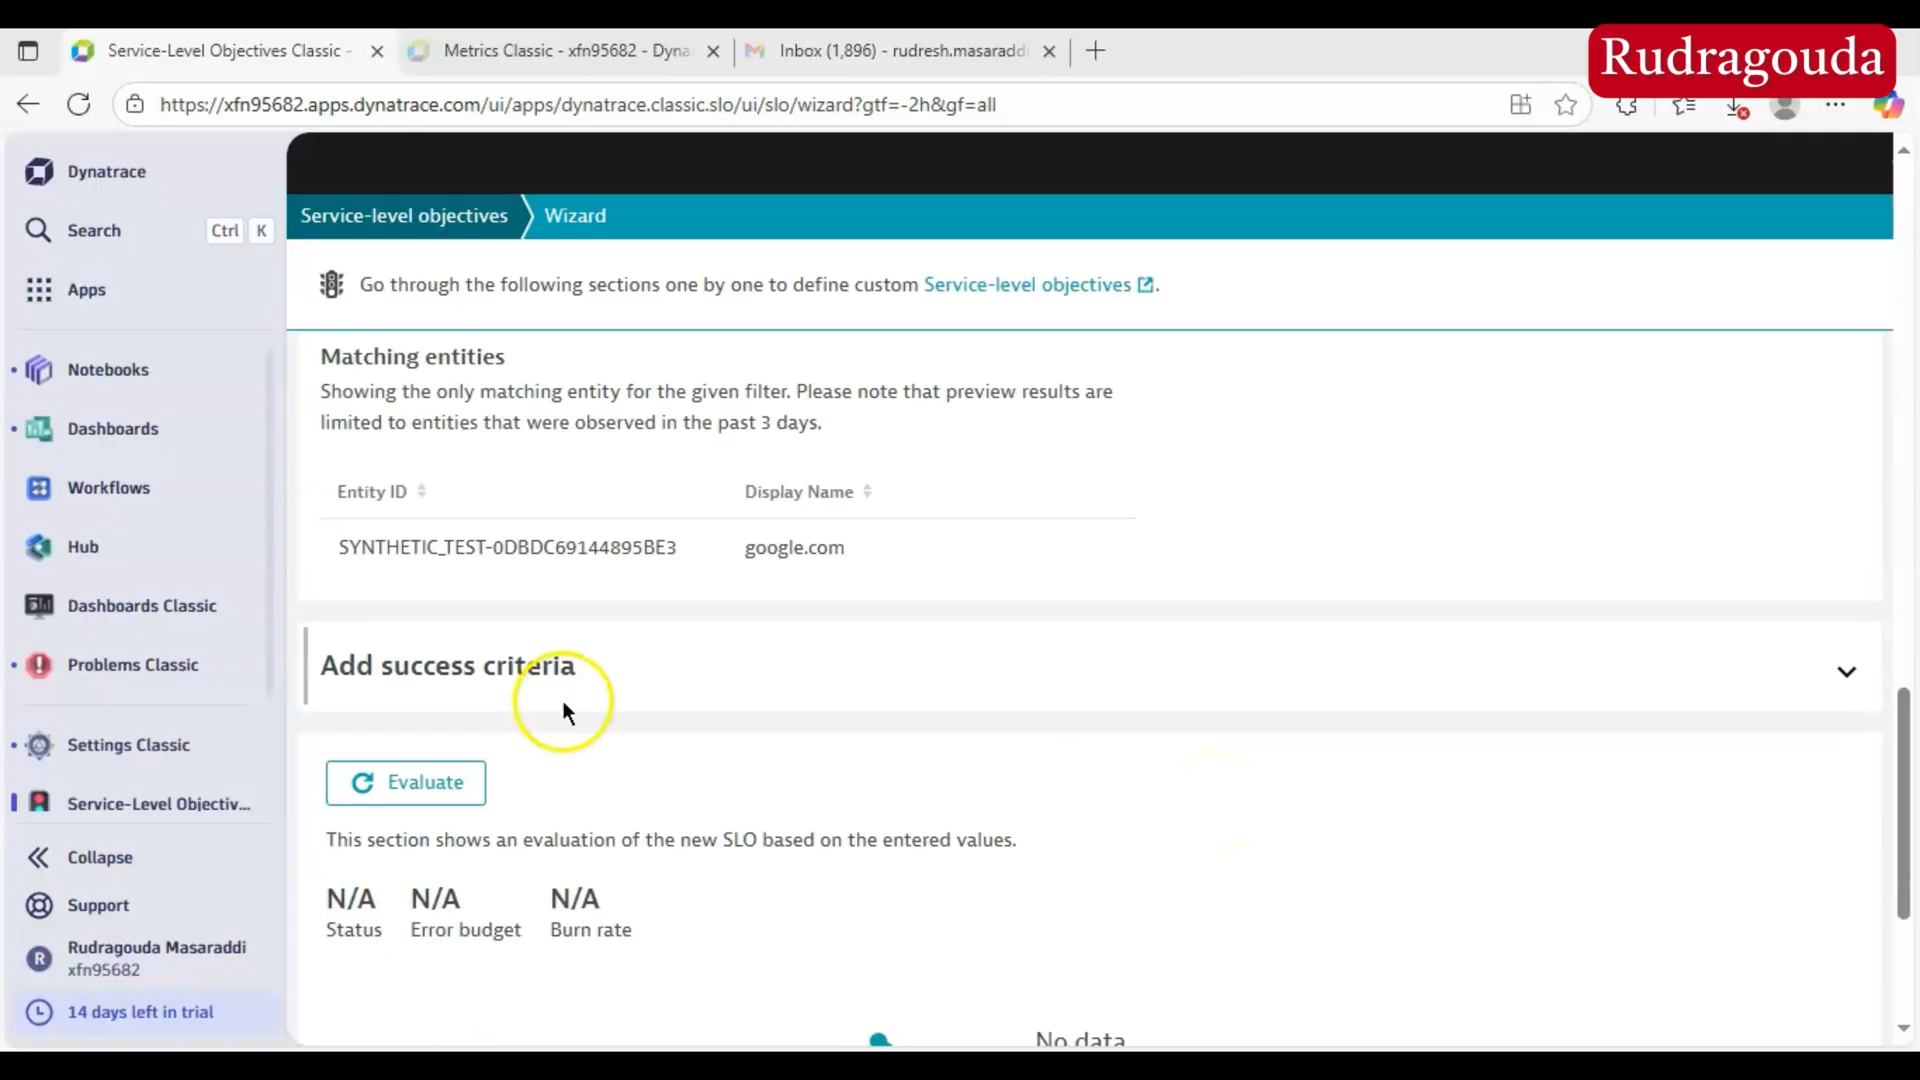 Rudragouda
Service-Level Objectives Classic -
Metrics Classic - xfn95682 - Dyna
Inbox (1,896) - rudresh.masaraddi
https://xfn95682.apps.dynatrace.com/ui/apps/dynatrace.classic.slo/ui/slo/wizard?gtf=-2h&gf=all
Dynatrace
Search Ctrl K
Apps
Notebooks
Dashboards
Workflows
Hub
Dashboards Classic
Problems Classic
Settings Classic
Service-Level Objectiv...
Collapse
Support
R
Rudragouda Masaraddi
xfn95682
14 days left in trial
Service-level objectives
Wizard
Go through the following sections one by one to define custom Service-level objectives.
Matching entities
Showing the only matching entity for the given filter. Please note that preview results are
limited to entities that were observed in the past 3 days.
Entity ID Display Name
SYNTHETIC_TEST-0DBDC69144895BE3 google.com
Add success criteria
Evaluate
This section shows an evaluation of the new SLO based on the entered values.
N/A N/A N/A
Status Error budget Burn rate
No data